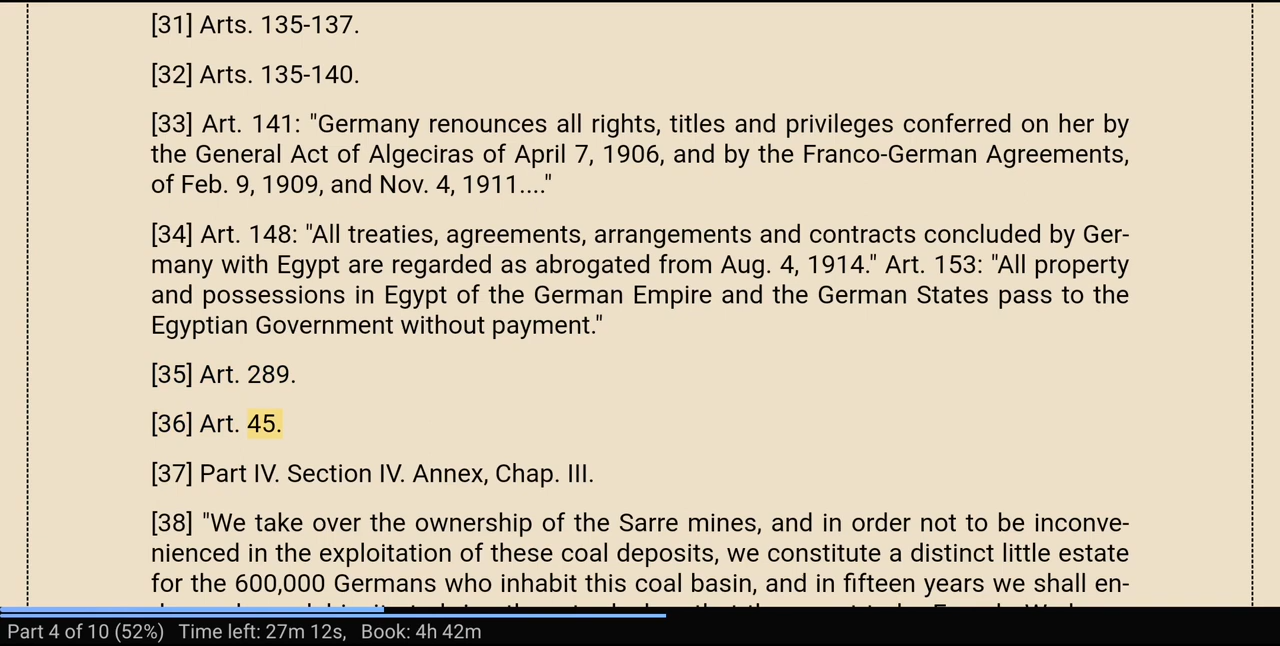 [31] Arts. 135-137.
[32] Arts. 135-140.
[33] Art. 141: "Germany renounces all rights, titles and privileges conferred on her by
the General Act of Algeciras of April 7, 1906, and by the Franco-German Agreements,
of Feb. 9, 1909, and Nov. 4, 1911...."
[34] Art. 148: "All treaties, agreements, arrangements and contracts concluded by Ger-
many with Egypt are regarded as abrogated from Aug. 4, 1914." Art. 153: "All property
and possessions in Egypt of the German Empire and the German States pass to the
Egyptian Government without payment."
[35] Art. 289.
[36] Art. 45.
[37] Part IV. Section IV. Annex, Chap. III.
[38] "We take over the ownership of the Sarre mines, and in order not to be inconve-
nienced in the exploitation of these coal deposits, we constitute a distinct little estate
for the 600,000 Germans who inhabit this coal basin, and in fifteen years we shall en-
Part 4 of 10 (52%) Time left: 27m 12s, Book: 4h 42m